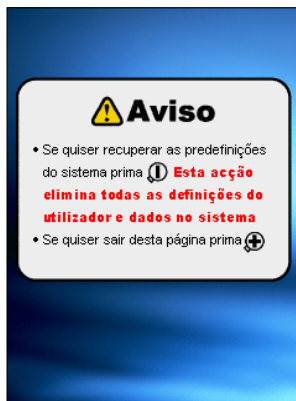 Aviso
• Se quiser recuperar as predefinições
do sistema prima Esta acção
elimina todas as definições do
utilizador e dados no sistema
• Se quiser sair desta página prima